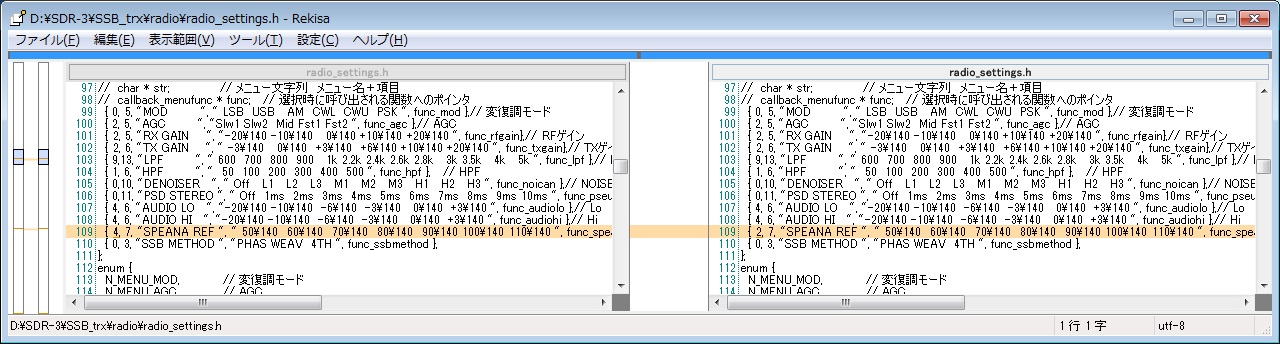 D:¥SDR-3¥SSB_trx¥radio¥radio_settings.h - Rekisa
ファイル(F) 編集(E) 表示範囲(V) ツール(T) 設定(C) ヘルプ(H)
radio_settings.h
97 // char * str; // メニュー文字列 メニュー名+項目
98 // callback_menufunc * func; // 選択時に呼び出される関数へのポインタ
99 { 0, 5, "MOD ", " LSB USB AM CWL CWU PSK ", func_mod },// 変復調モード
100 { 2, 5, "AGC ", "Slw1 Slw2 Mid Fst1 Fst2 ", func_agc },// AGC
101 { 2, 5, "RX GAIN ", "-20¥140 -10¥140 0¥140 +10¥140 +20¥140 ", func_rfgain},// RFゲイン
102 { 2, 6, "TX GAIN ", " -3¥140 0¥140 +3¥140 +6¥140 +10¥140 +20¥140 ", func_txgain},// TXゲ
103 { 9,13, "LPF ", " 600 700 800 900 1k 2.2k 2.4k 2.6k 2.8k 3k 3.5k 4k 5k ", func_lpf },// L
104 { 1, 6, "HPF ", " 50 100 200 300 400 500 ", func_hpf }, // HPF
105 { 0,10, "DENOISER ", " Off L1 L2 L3 M1 M2 M3 H1 H2 H3 ", func_noican },// NOISE
106 { 0,11, "PSD STEREO ", " Off 1ms 2ms 3ms 4ms 5ms 6ms 7ms 8ms 9ms 10ms ", func_pseu
107 { 4, 6, "AUDIO LO ", "-20¥140 -10¥140 -6¥140 -3¥140 0¥140 +3¥140 ", func_audiolo },// Lo
108 { 4, 6, "AUDIO HI ", "-20¥140 -10¥140 -6¥140 -3¥140 0¥140 +3¥140 ", func_audiohi },// Hi
109 { 4, 7, "SPEANA REF ", " 50¥140 60¥140 70¥140 80¥140 90¥140 100¥140 110¥140 ", func_spea
110 { 0, 3, "SSB METHOD ", "PHAS WEAV 4TH ", func_ssbmethod },
111 };
112 enum {
113 N_MENU_MOD, // 変復調モード
114 N_MENU_AGC, // AGC
radio_settings.h
97 // char * str; // メニュー文字列 メニュー名+項目
98 // callback_menufunc * func; // 選択時に呼び出される関数へのポインタ
99 { 0, 5, "MOD ", " LSB USB AM CWL CWU PSK ", func_mod },// 変復調モード
100 { 2, 5, "AGC ", "Slw1 Slw2 Mid Fst1 Fst2 ", func_agc },// AGC
101 { 2, 5, "RX GAIN ", "-20¥140 -10¥140 0¥140 +10¥140 +20¥140 ", func_rfgain},// RFゲイン
102 { 2, 6, "TX GAIN ", " -3¥140 0¥140 +3¥140 +6¥140 +10¥140 +20¥140 ", func_txgain},// TXゲイ
103 { 9,13, "LPF ", " 600 700 800 900 1k 2.2k 2.4k 2.6k 2.8k 3k 3.5k 4k 5k ", func_lpf },// L
104 { 1, 6, "HPF ", " 50 100 200 300 400 500 ", func_hpf }, // HPF
105 { 0,10, "DENOISER ", " Off L1 L2 L3 M1 M2 M3 H1 H2 H3 ", func_noican },// NOISE
106 { 0,11, "PSD STEREO ", " Off 1ms 2ms 3ms 4ms 5ms 6ms 7ms 8ms 9ms 10ms ", func_pseu
107 { 4, 6, "AUDIO LO ", "-20¥140 -10¥140 -6¥140 -3¥140 0¥140 +3¥140 ", func_audiolo },// Lo
108 { 4, 6, "AUDIO HI ", "-20¥140 -10¥140 -6¥140 -3¥140 0¥140 +3¥140 ", func_audiohi },// Hi
109 { 2, 7, "SPEANA REF ", " 50¥140 60¥140 70¥140 80¥140 90¥140 100¥140 110¥140 ", func_spea
110 { 0, 3, "SSB METHOD ", "PHAS WEAV 4TH ", func_ssbmethod },
111 };
112 enum {
113 N_MENU_MOD, // 変復調モード
114 N_MENU_AGC, // AGC
D:¥SDR-3¥SSB_trx¥radio¥radio_settings.h 1 行 1 字 utf-8